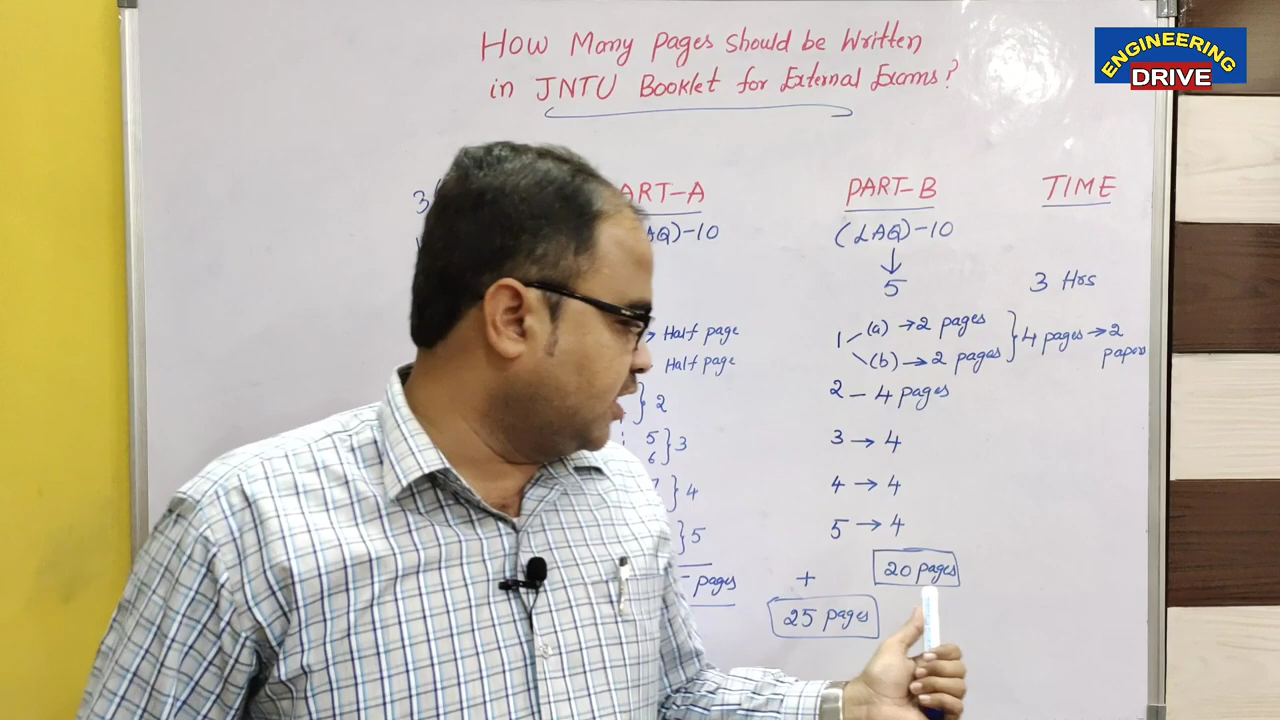 How Many pages should be Written
in JNTU Booklet for External Exams?
ENGINEERING
DRIVE
3
ART-A
AQ)-10
Half page
Half page
} 2
5
6 } 3
} 4
} 5
pages
PART-B
(LAQ)-10
↓
5
1 (a) → 2 pages
(b) → 2 pages } 4 pages → 2
papers
2 - 4 pages
3 → 4
4 → 4
5 → 4
+ 20 pages
25 pages
TIME
3 Hrs